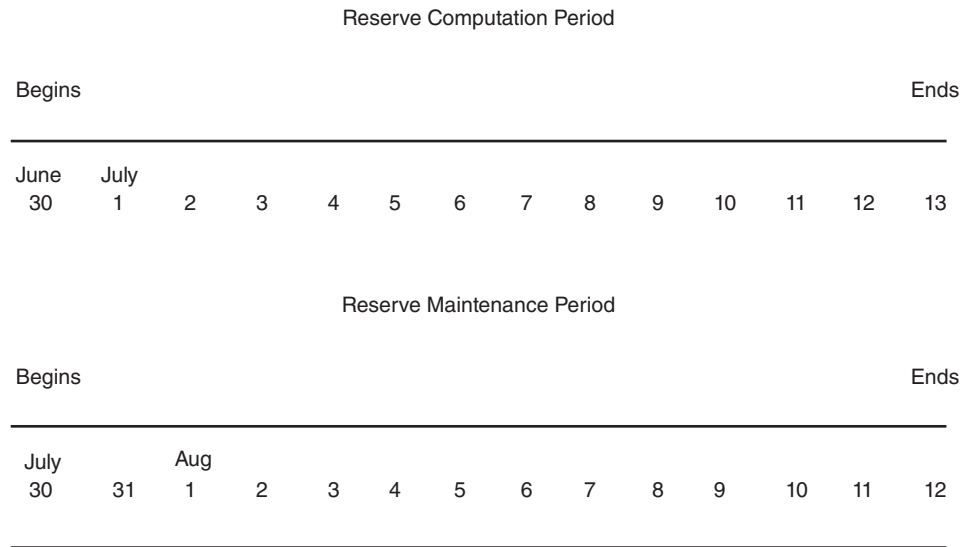 Reserve Computation Period
Begins Ends
June July
30 1 2 3 4 5 6 7 8 9 10 11 12 13
Reserve Maintenance Period
Begins Ends
July Aug
30 31 1 2 3 4 5 6 7 8 9 10 11 12